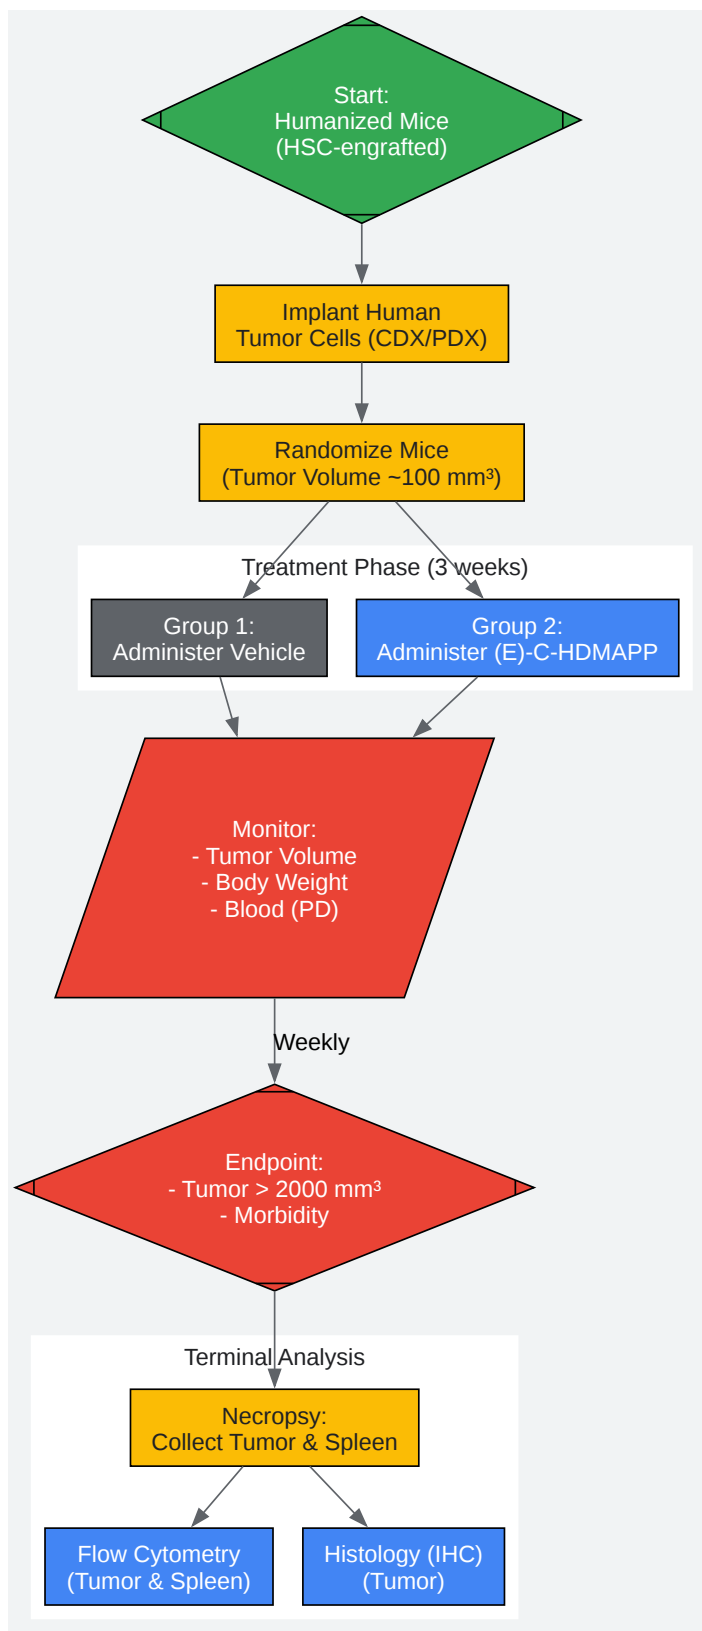 Start:
Humanized Mice
(HSC-engrafted)
Implant Human
Tumor Cells (CDX/PDX)
Randomize Mice
(Tumor Volume ~100 mm³)
Treatment Phase (3 weeks)
Group 1:
Administer Vehicle
Group 2:
Administer (E)-C-HDMAPP
Monitor:
- Tumor Volume
- Body Weight
- Blood (PD)
Weekly
Endpoint:
- Tumor > 2000 mm³
- Morbidity
Terminal Analysis
Necropsy:
Collect Tumor & Spleen
Flow Cytometry
(Tumor & Spleen)
Histology (IHC)
(Tumor)